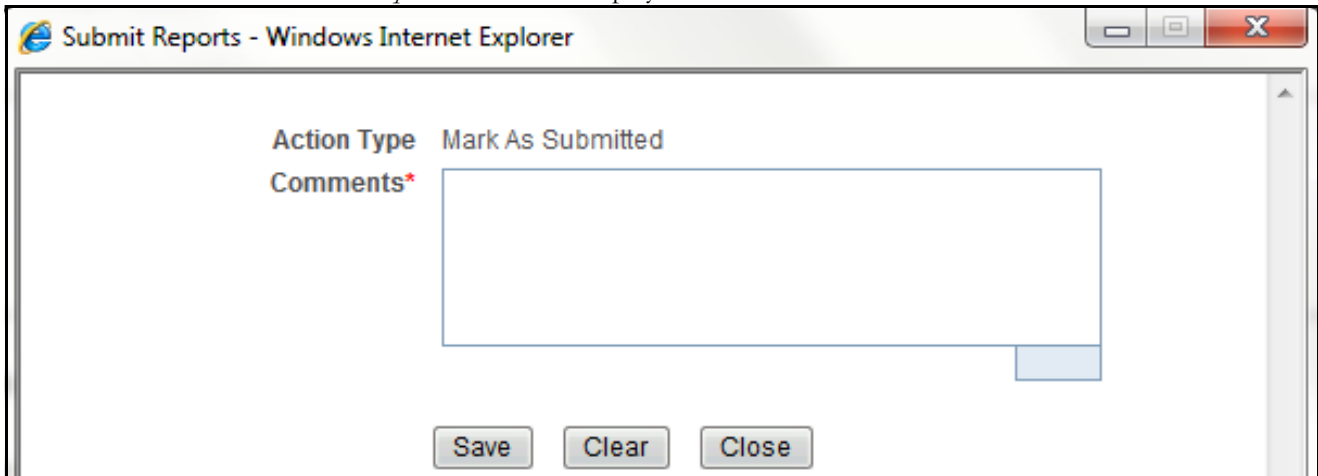 Submit Reports - Windows Internet Explorer
Action Type Mark As Submitted
Comments*
Save Clear Close